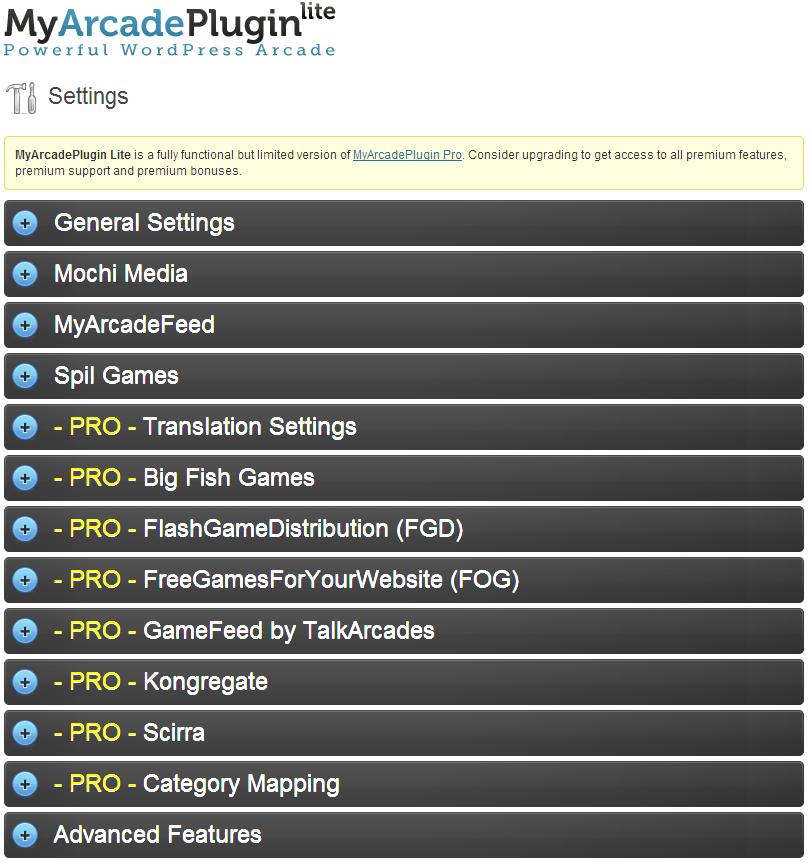 MyArcadePlugin lite
Powerful WordPress Arcade
Settings
MyArcadePlugin Lite is a fully functional but limited version of MyArcadePlugin Pro. Consider upgrading to get access to all premium features,
premium support and premium bonuses.
General Settings
Mochi Media
MyArcadeFeed
Spil Games
- PRO - Translation Settings
- PRO - Big Fish Games
- PRO - FlashGameDistribution (FGD)
- PRO - FreeGamesForYourWebsite (FOG)
- PRO - GameFeed by TalkArcades
- PRO - Kongregate
- PRO - Scirra
- PRO - Category Mapping
Advanced Features